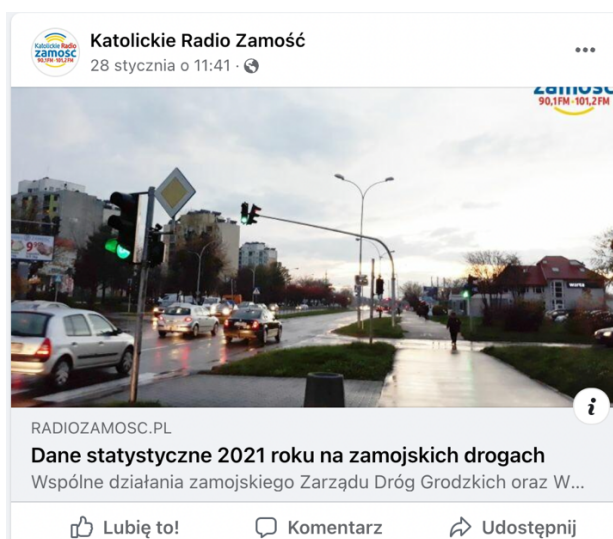 Katolickie Radio Zamość
28 stycznia o 11:41
Katolickie Radio
zamość
90,1FM-101,2FM
zamość
90,1FM-101,2FM
9
RADIOZAMOSC.PL
Dane statystyczne 2021 roku na zamojskich drogach
Wspólne działania zamojskiego Zarządu Dróg Grodzkich oraz W...
Lubię to! Komentarz Udostępnij